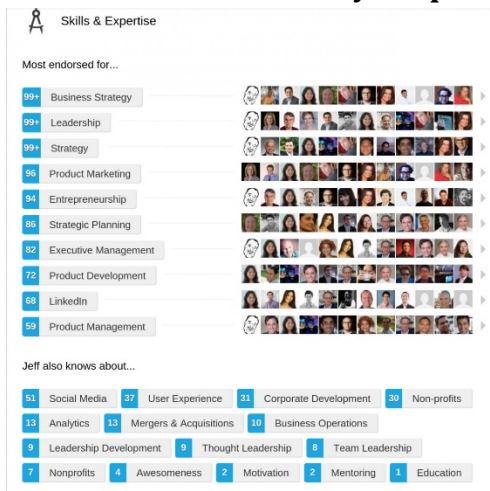 Skills & Expertise
Most endorsed for...
99+ Business Strategy
99+ Leadership
99+ Strategy
96 Product Marketing
94 Entrepreneurship
86 Strategic Planning
82 Executive Management
72 Product Development
68 LinkedIn
59 Product Management
Jeff also knows about...
51 Social Media 37 User Experience 31 Corporate Development 30 Non-profits
13 Analytics 13 Mergers & Acquisitions 10 Business Operations
9 Leadership Development 9 Thought Leadership 8 Team Leadership
7 Nonprofits 4 Awesomeness 2 Motivation 2 Mentoring 1 Education